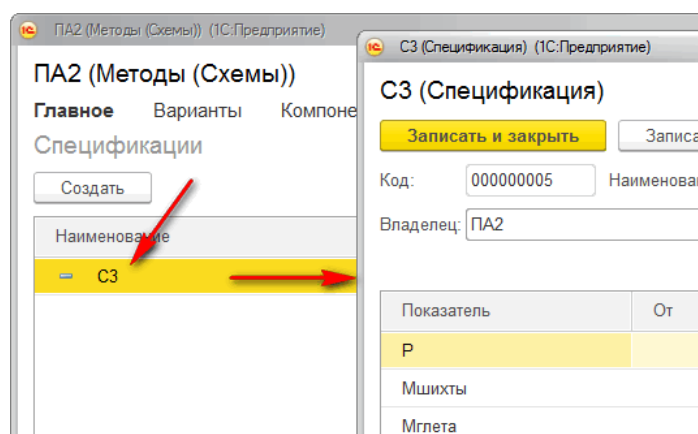 ПА2 (Методы (Схемы)) (1С:Предприятие)
ПА2 (Методы (Схемы))
Главное Варианты Компоне
Спецификации
Создать
Наименование
С3
С3 (Спецификация) (1С:Предприятие)
С3 (Спецификация)
Записать и закрыть Записа
Код: 000000005 Наименован
Владелец: ПА2
Показатель От
Р
Мшихты
Мглета